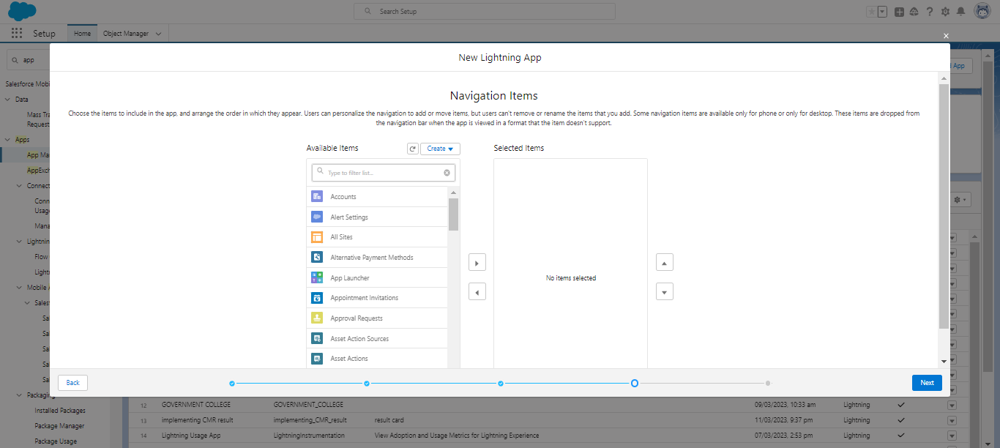 Search Setup
Setup
Home
Object Manager
app
New Lightning App
App
Salesforce Mobi
Data
Mass Tra
Request
Apps
App Ma
AppExch
Connect
Conn
Usag
Mana
Lightnin
Flow
Light
Mobile A
Sales
Sa
Sa
Sa
Sa
Sa
Packaging
Installed Packages
Package Manager
Package Usage
Navigation Items
Choose the items to include in the app, and arrange the order in which they appear. Users can personalize the navigation to add or move items, but users can't remove or rename the items that you add. Some navigation items are available only for phone or only for desktop. These items are dropped from
the navigation bar when the app is viewed in a format that the item doesn't support.
Available Items
Create
Selected Items
Type to filter list...
Accounts
Alert Settings
All Sites
Alternative Payment Methods
App Launcher
Appointment Invitations
Approval Requests
Asset Action Sources
Asset Actions
No items selected
Back
Next
12 GOVERNMENT COLLEGE GOVERNMENT_COLLEGE 09/03/2023, 10:33 am Lightning
13 implementing CMR result implementing_CMR_result result card 11/03/2023, 9:37 pm Lightning
14 Lightning Usage App LightningInstrumentation View Adoption and Usage Metrics for Lightning Experience 07/03/2023, 2:53 pm Lightning